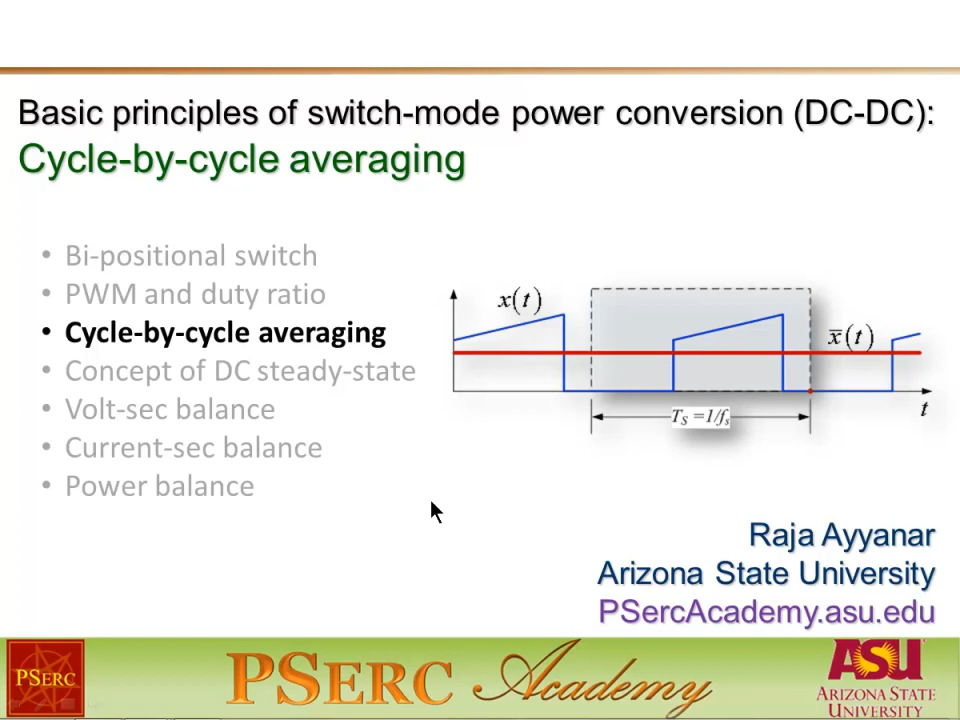 Basic principles of switch-mode power conversion (DC-DC):
Cycle-by-cycle averaging
• Bi-positional switch
• PWM and duty ratio
• Cycle-by-cycle averaging
• Concept of DC steady-state
• Volt-sec balance
• Current-sec balance
• Power balance
x(t)
x̅(t)
t
T_S =1/f_s
Raja Ayyanar
Arizona State University
PSercAcademy.asu.edu
PSERC
PSERC Academy
ASU
ARIZONA STATE
UNIVERSITY